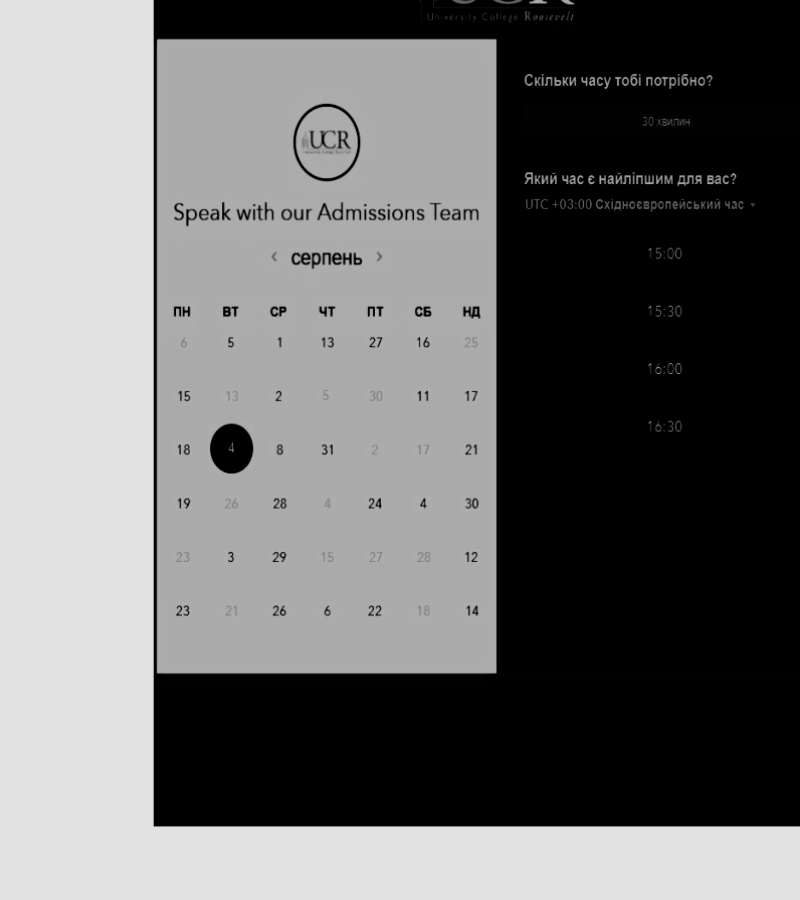 UCR
University College Roosevelt
UCR
Speak with our Admissions Team
‹ серпень ›
ПН ВТ СР ЧТ ПТ СБ НД
6 5 1 13 27 16 25
15 13 2 5 30 11 17
18 4 8 31 2 17 21
19 26 28 4 24 4 30
23 3 29 15 27 28 12
23 21 26 6 22 18 14
Скільки часу тобі потрібно?
30 хвилин
Який час є найліпшим для вас?
UTC +03:00 Східноєвропейський час
15:00
15:30
16:00
16:30